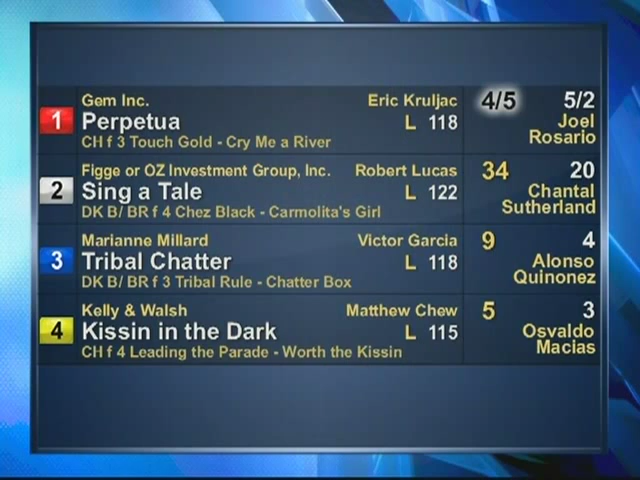 Gem Inc. Eric Kruljac 4/5 5/2
1 Perpetua L 118 Joel
CH f 3 Touch Gold - Cry Me a River Rosario
Figge or OZ Investment Group, Inc. Robert Lucas 34 20
2 Sing a Tale L 122 Chantal
DK B/ BR f 4 Chez Black - Carmolita's Girl Sutherland
Marianne Millard Victor Garcia 9 4
3 Tribal Chatter L 118 Alonso
DK B/ BR f 3 Tribal Rule - Chatter Box Quinonez
Kelly & Walsh Matthew Chew 5 3
4 Kissin in the Dark L 115 Osvaldo
CH f 4 Leading the Parade - Worth the Kissin Macias